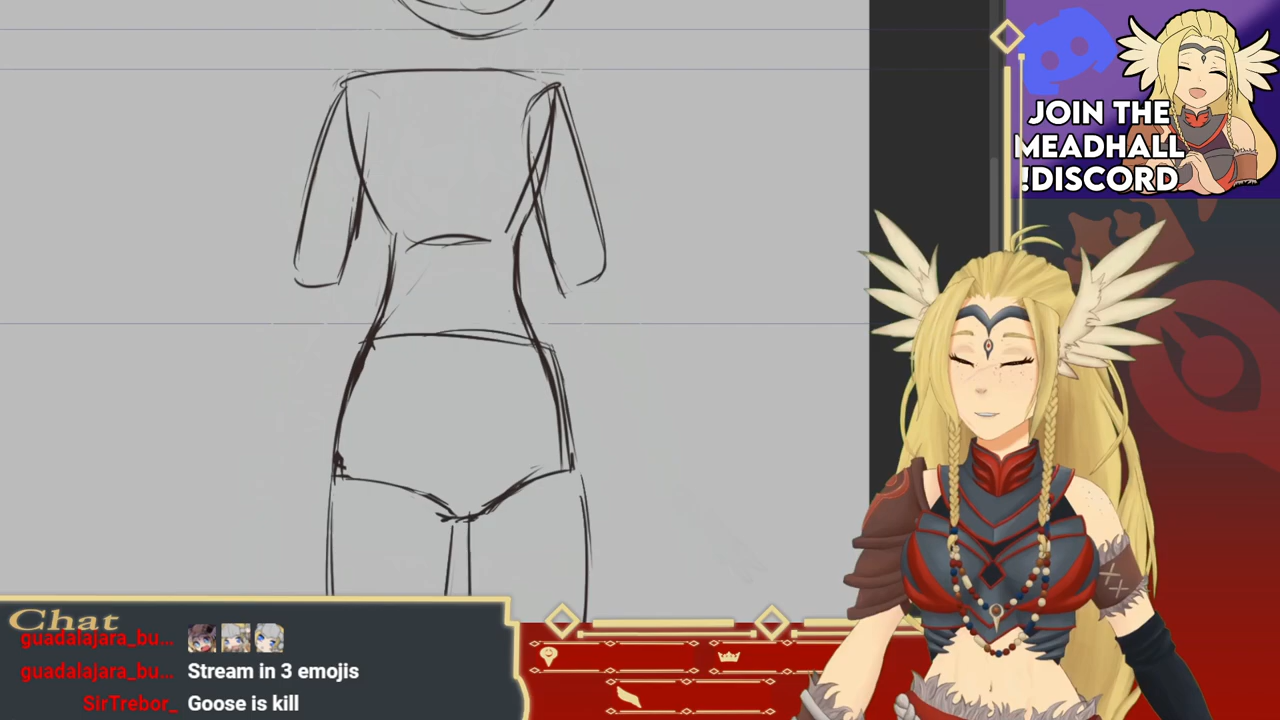 JOIN THE
MEADHALL
!DISCORD
Chat
guadalajara_bu...
guadalajara_bu... Stream in 3 emojis
SirTrebor_ Goose is kill